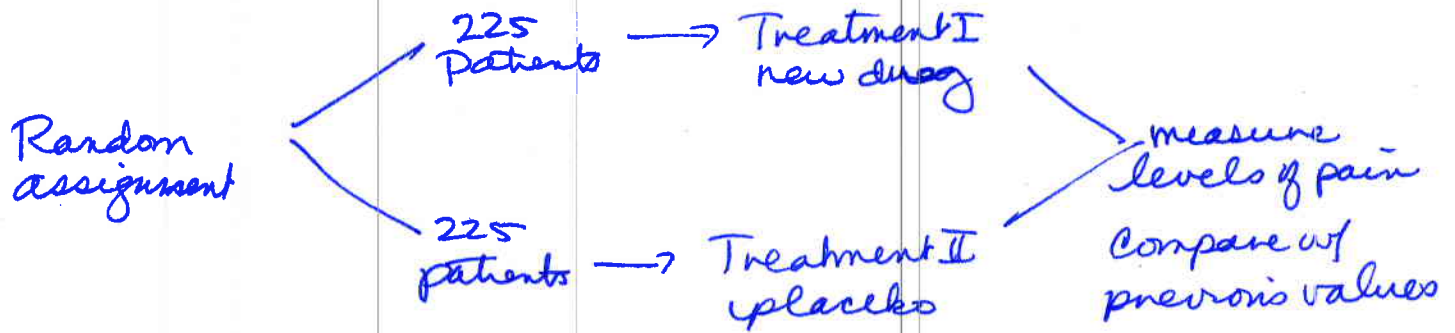 Random
assignment
225
Patients
Treatment I
new drug
225
patients
Treatment II
placebo
measure
levels of pain
Compare w/
previous values